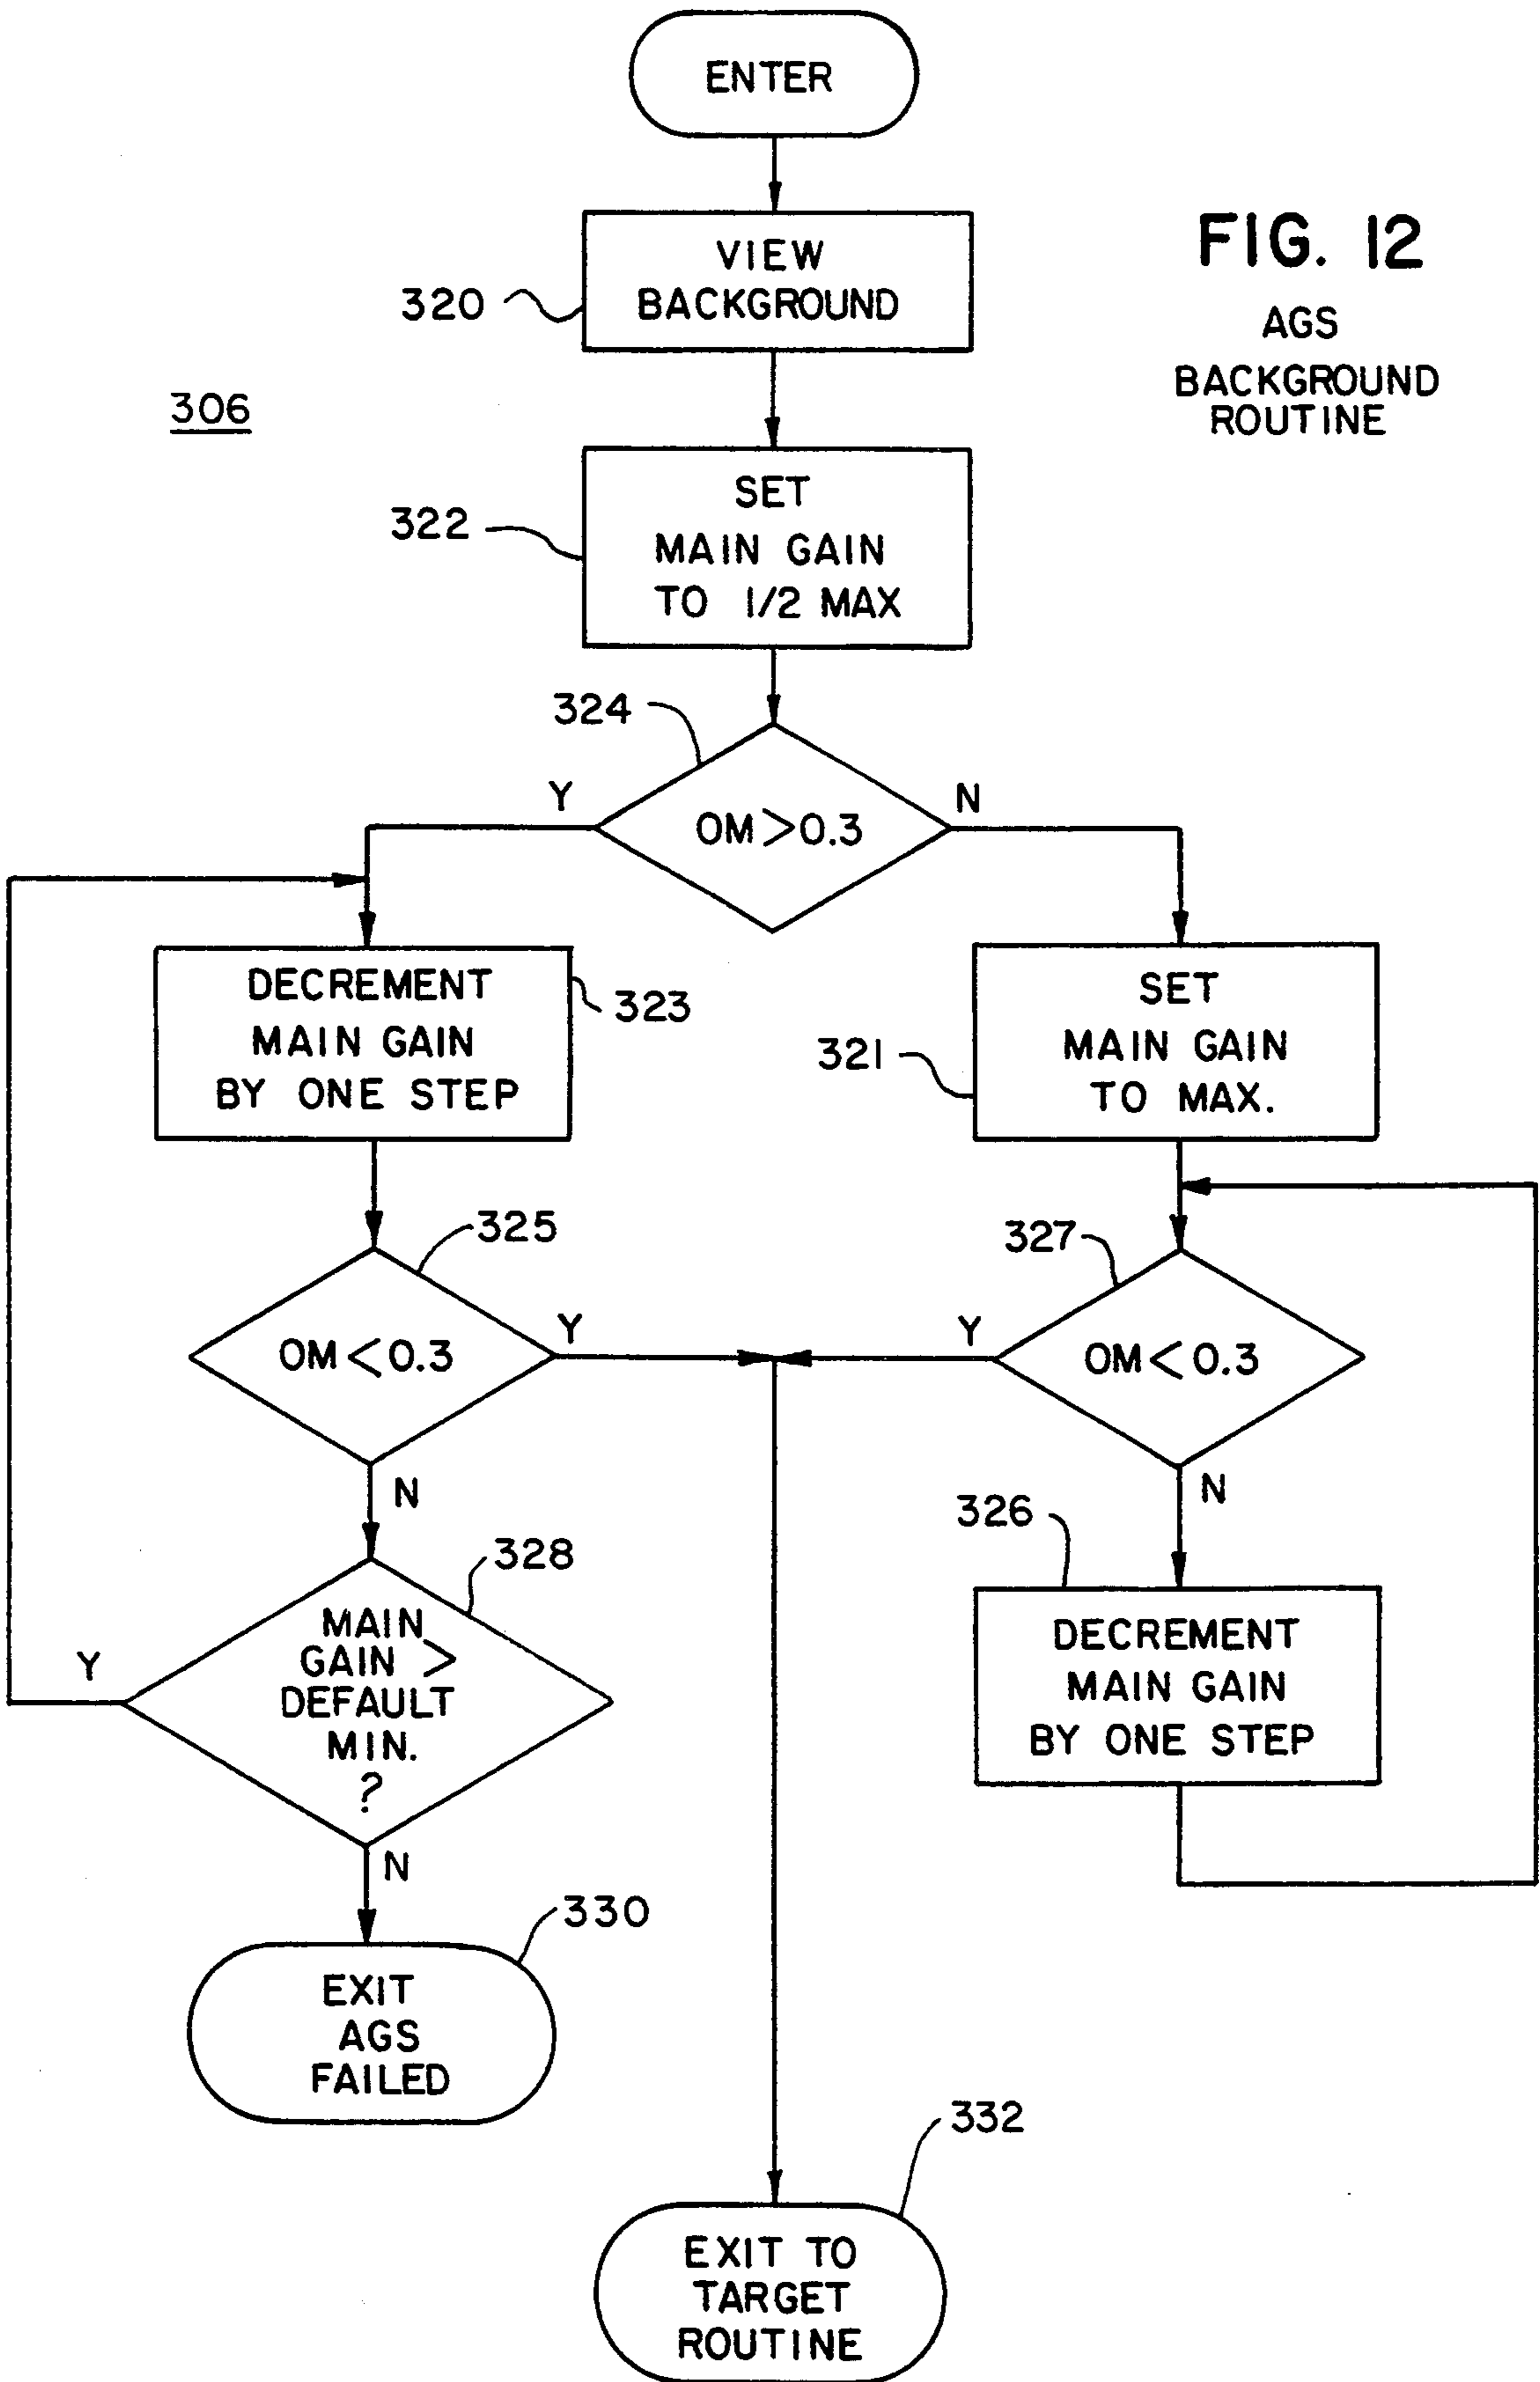 ENTER
FIG. 12
AGS
BACKGROUND
ROUTINE
VIEW
BACKGROUND
320
306
SET
MAIN GAIN
TO 1/2 MAX
322
324
Y
N
OM>0.3
DECREMENT
MAIN GAIN
BY ONE STEP
323
SET
MAIN GAIN
TO MAX.
321
325
327
OM<0.3
Y
Y
OM<0.3
N
N
328
326
MAIN
GAIN >
DEFAULT
MIN.
?
Y
DECREMENT
MAIN GAIN
BY ONE STEP
N
330
EXIT
AGS
FAILED
332
EXIT TO
TARGET
ROUTINE